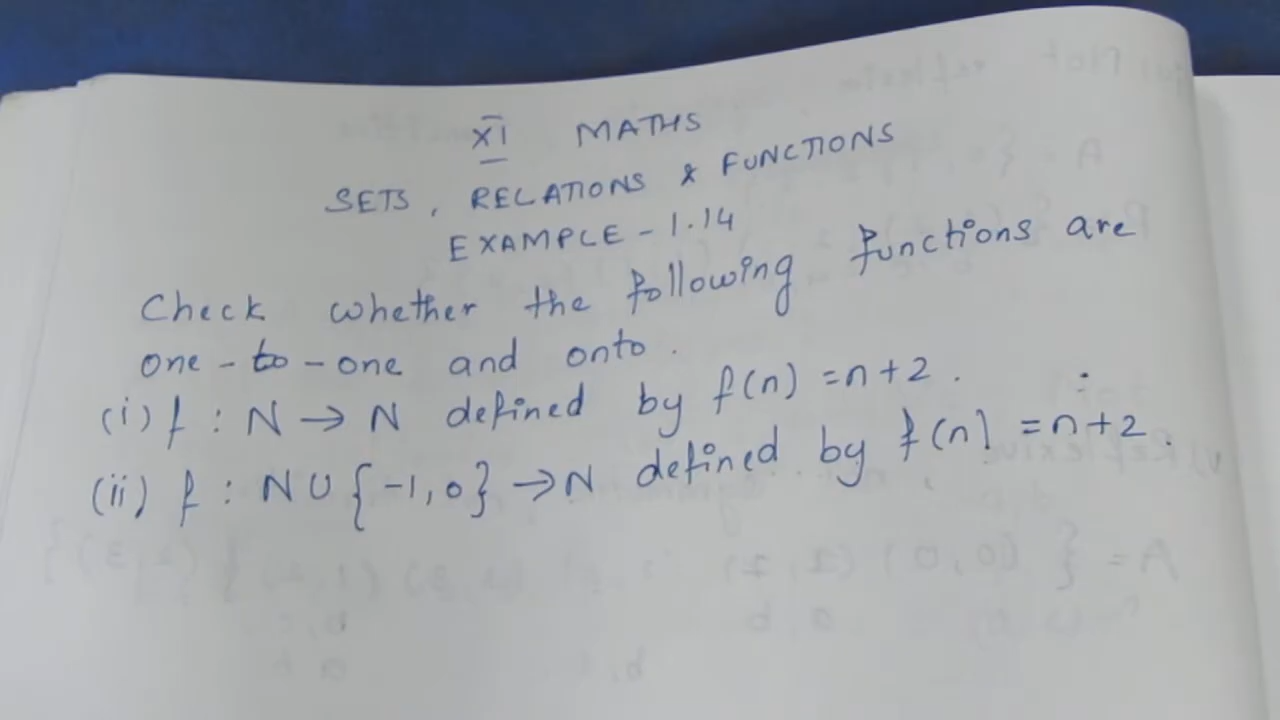 XI MATHS
SETS, RELATIONS & FUNCTIONS
EXAMPLE - 1.14
Check whether the following functions are
one-to-one and onto.
(i) f : N → N defined by f(n) = n+2.
(ii) f : N ∪ {-1, 0} → N defined by f(n) = n+2.